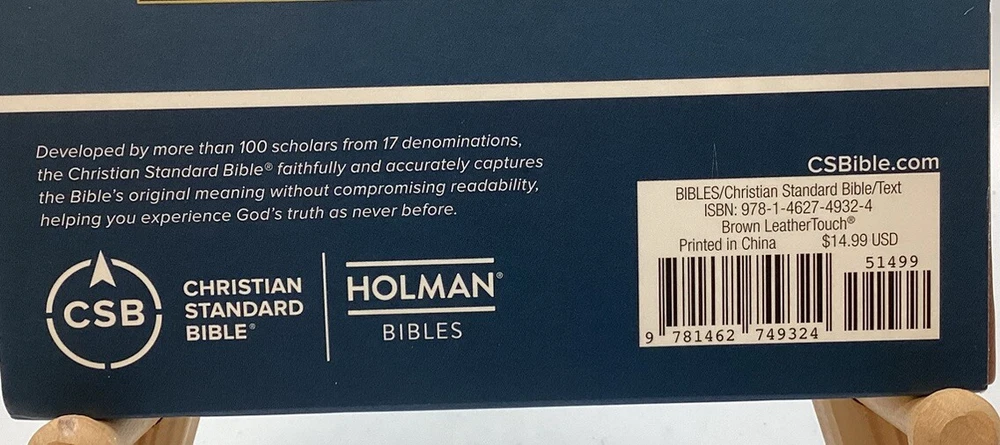 Developed by more than 100 scholars from 17 denominations,
the Christian Standard Bible® faithfully and accurately captures
the Bible's original meaning without compromising readability,
helping you experience God's truth as never before.
CSB
CHRISTIAN
STANDARD
BIBLE®
HOLMAN®
BIBLES
CSBible.com
BIBLES/Christian Standard Bible/Text
ISBN: 978-1-4627-4932-4
Brown LeatherTouch®
Printed in China $14.99 USD
51499
9 781462 749324